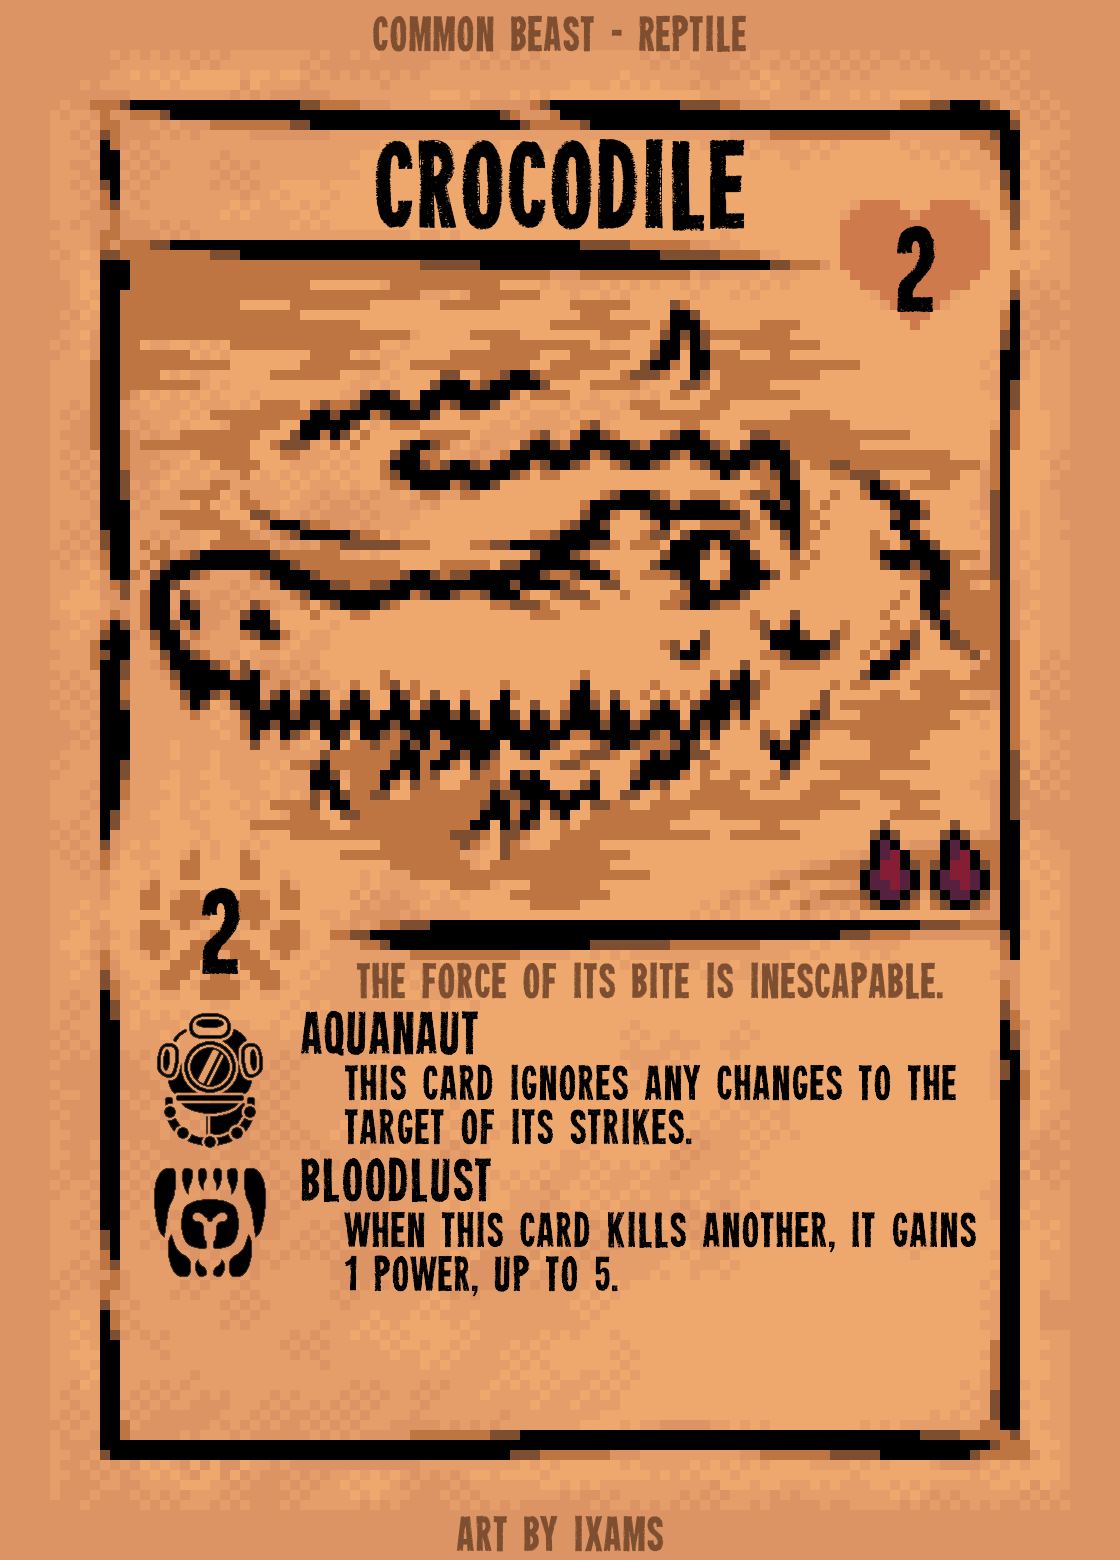 COMMON BEAST - REPTILE
CROCODILE
2
2
THE FORCE OF ITS BITE IS INESCAPABLE.
AQUANAUT
THIS CARD IGNORES ANY CHANGES TO THE
TARGET OF ITS STRIKES.
BLOODLUST
WHEN THIS CARD KILLS ANOTHER, IT GAINS
1 POWER, UP TO 5.
ART BY IXAMS